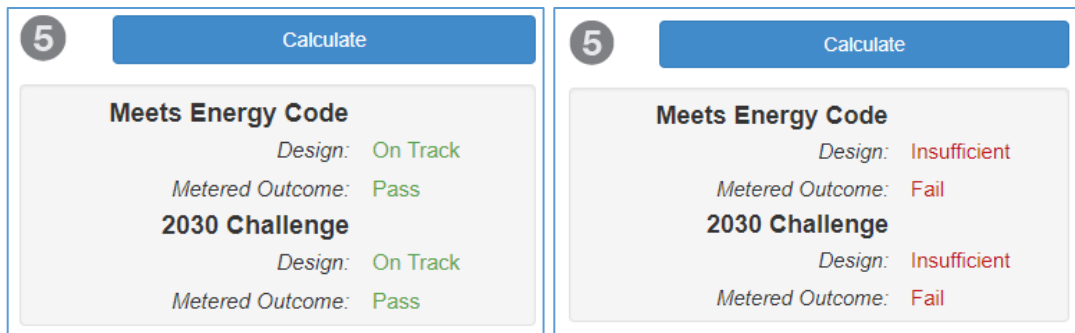 5 Calculate
Meets Energy Code
Design: On Track
Metered Outcome: Pass
2030 Challenge
Design: On Track
Metered Outcome: Pass
5 Calculate
Meets Energy Code
Design: Insufficient
Metered Outcome: Fail
2030 Challenge
Design: Insufficient
Metered Outcome: Fail